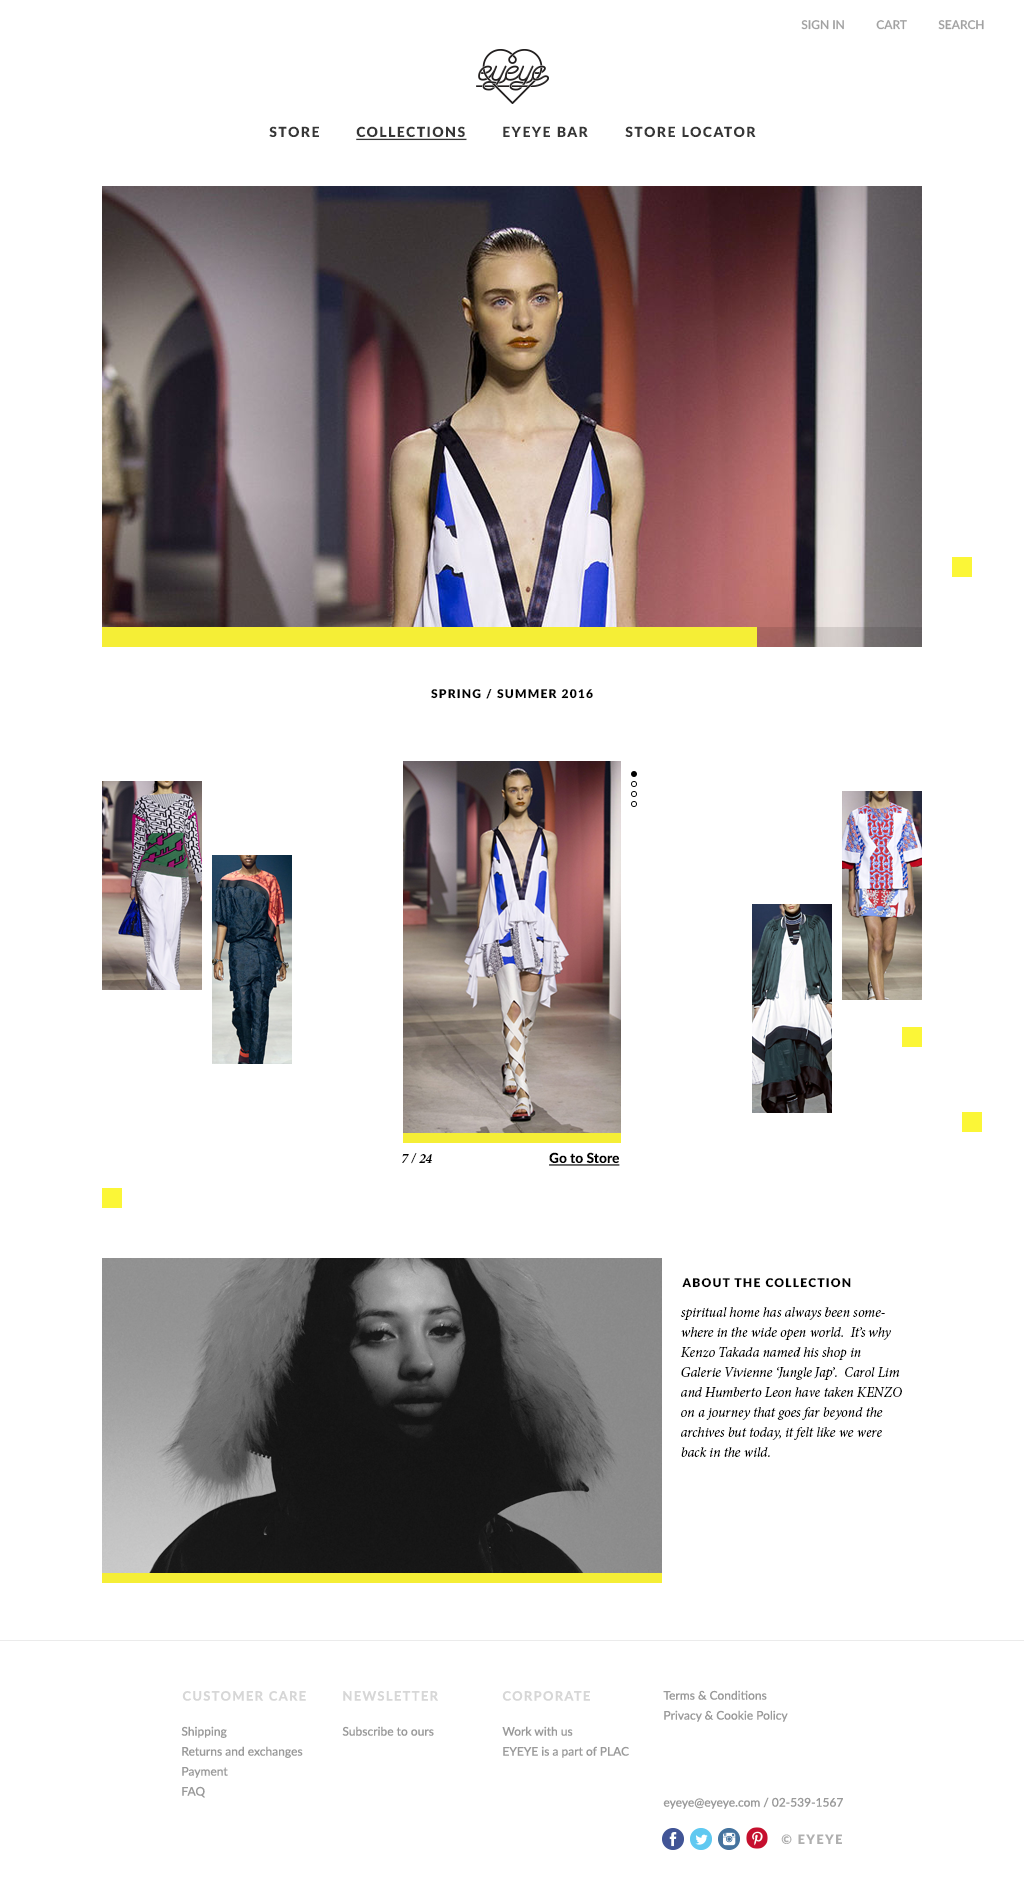 SIGN IN CART SEARCH
eyeye
STORE COLLECTIONS EYEYE BAR STORE LOCATOR
SPRING / SUMMER 2016
7 / 24 Go to Store
ABOUT THE COLLECTION
spiritual home has always been some-
where in the wide open world. It's why
Kenzo Takada named his shop in
Galerie Vivienne ‘Jungle Jap’. Carol Lim
and Humberto Leon have taken KENZO
on a journey that goes far beyond the
archives but today, it felt like we were
back in the wild.
CUSTOMER CARE
Shipping
Returns and exchanges
Payment
FAQ
NEWSLETTER
Subscribe to ours
CORPORATE
Work with us
EYEYE is a part of PLAC
Terms & Conditions
Privacy & Cookie Policy
eyeye@eyeye.com / 02-539-1567
© EYEYE